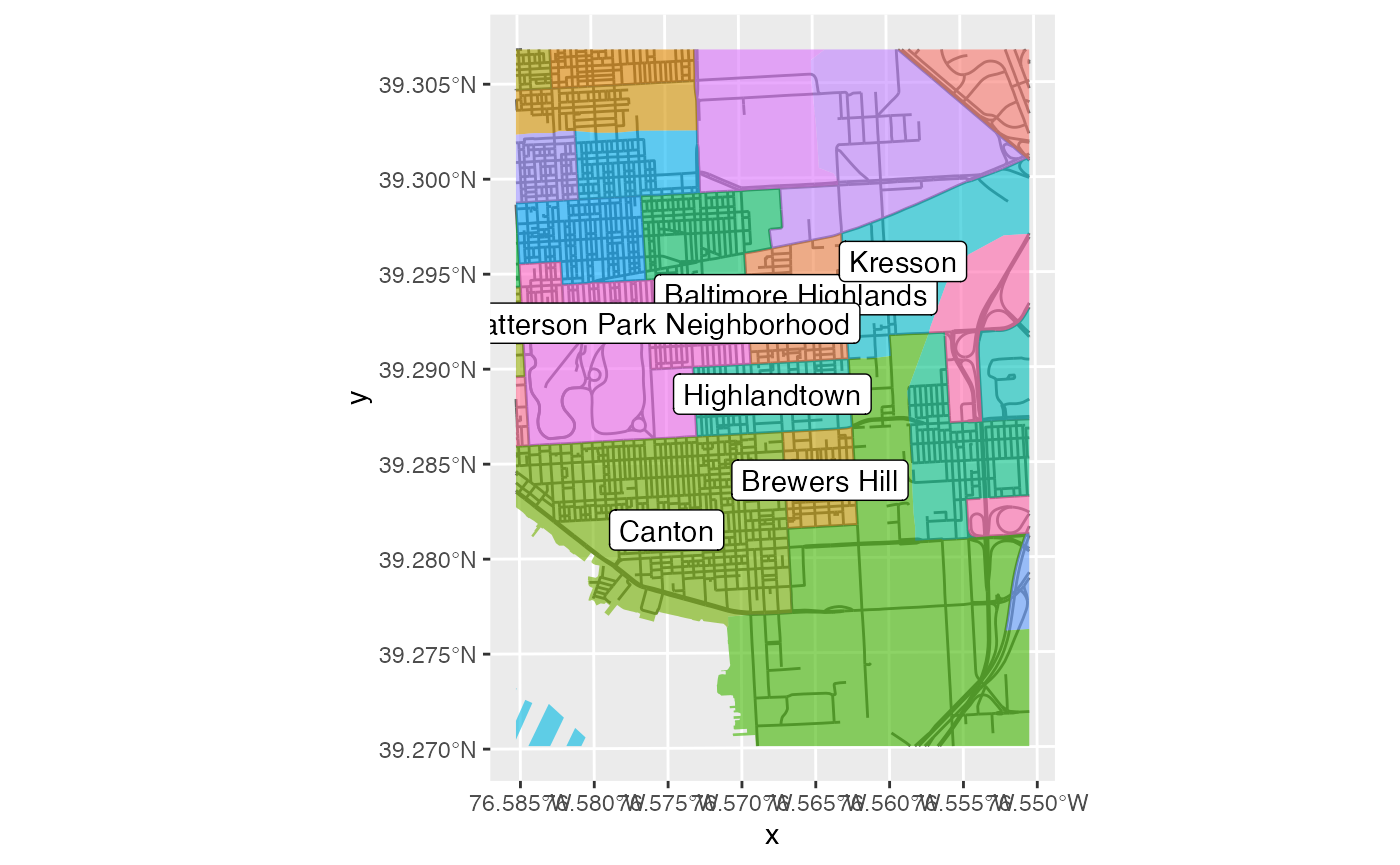 39.305°N
39.300°N
39.295°N
39.290°N
39.285°N
39.280°N
39.275°N
39.270°N
y
Kresson
Baltimore Highlands
atterson Park Neighborhood
Highlandtown
Brewers Hill
Canton
76.585°W 76.580°W 76.575°W 76.570°W 76.565°W 76.560°W 76.555°W 76.550°W
x